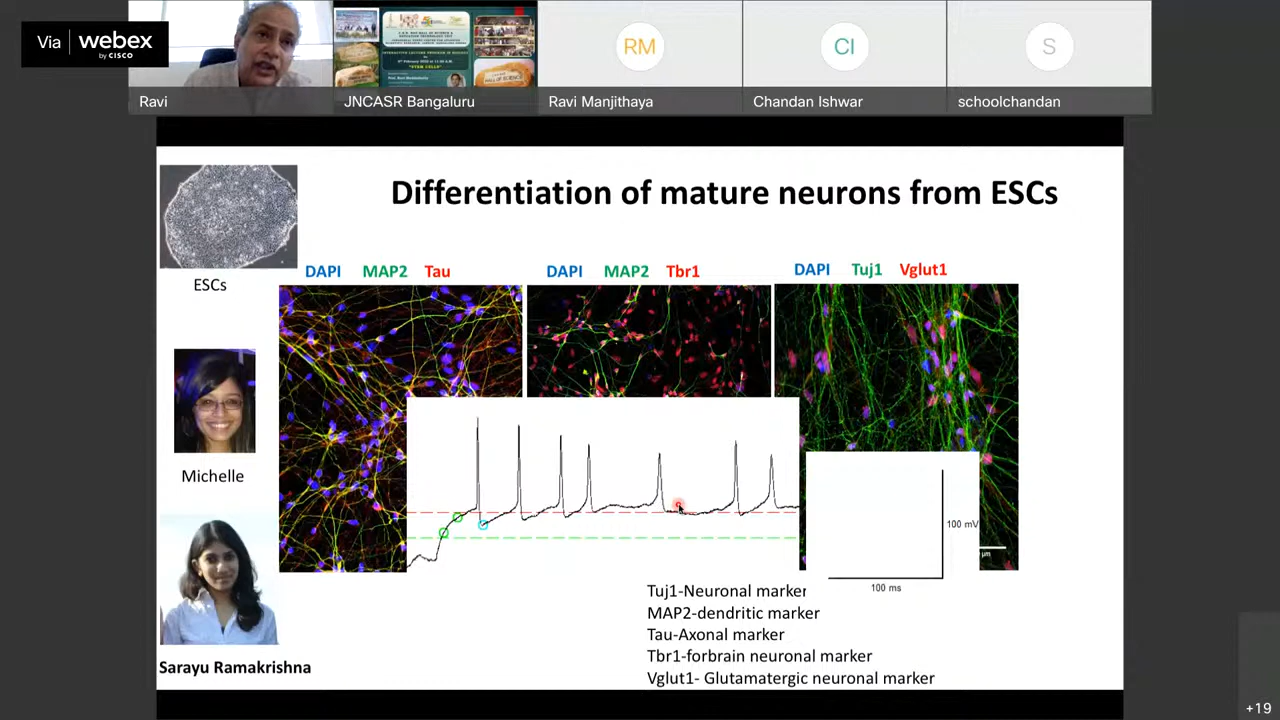 Via webex
by CISCO
RM
CI
S
Ravi
JNCASR Bangaluru
Ravi Manjithaya
Chandan Ishwar
schoolchandan
Differentiation of mature neurons from ESCs
ESCs
DAPI MAP2 Tau
DAPI MAP2 Tbr1
DAPI Tuj1 Vglut1
Michelle
100 mV
µm
100 ms
Tuj1-Neuronal marker
MAP2-dendritic marker
Tau-Axonal marker
Tbr1-forbrain neuronal marker
Vglut1- Glutamatergic neuronal marker
Sarayu Ramakrishna
+19